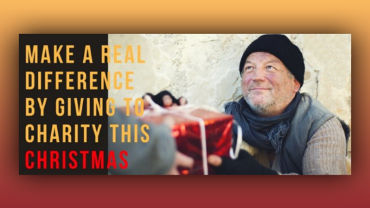 MAKE A REAL
DIFFERENCE
BY GIVING TO
CHARITY THIS
CHRISTMAS